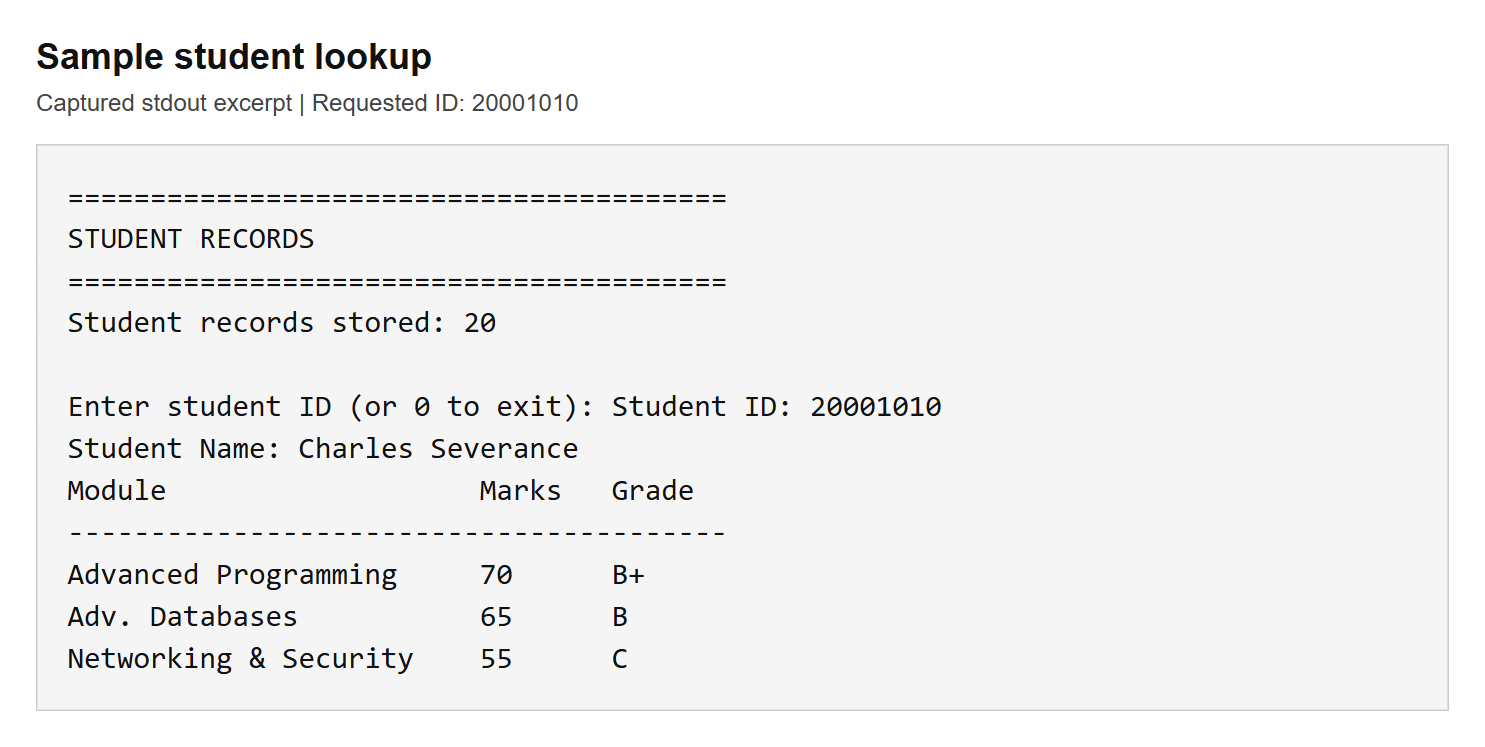 Sample student lookup
Captured stdout excerpt | Requested ID: 20001010
========================================
STUDENT RECORDS
========================================
Student records stored: 20
Enter student ID (or 0 to exit): Student ID: 20001010
Student Name: Charles Severance
Module                   Marks   Grade
----------------------------------------
Advanced Programming     70      B+
Adv. Databases           65      B
Networking & Security    55      C